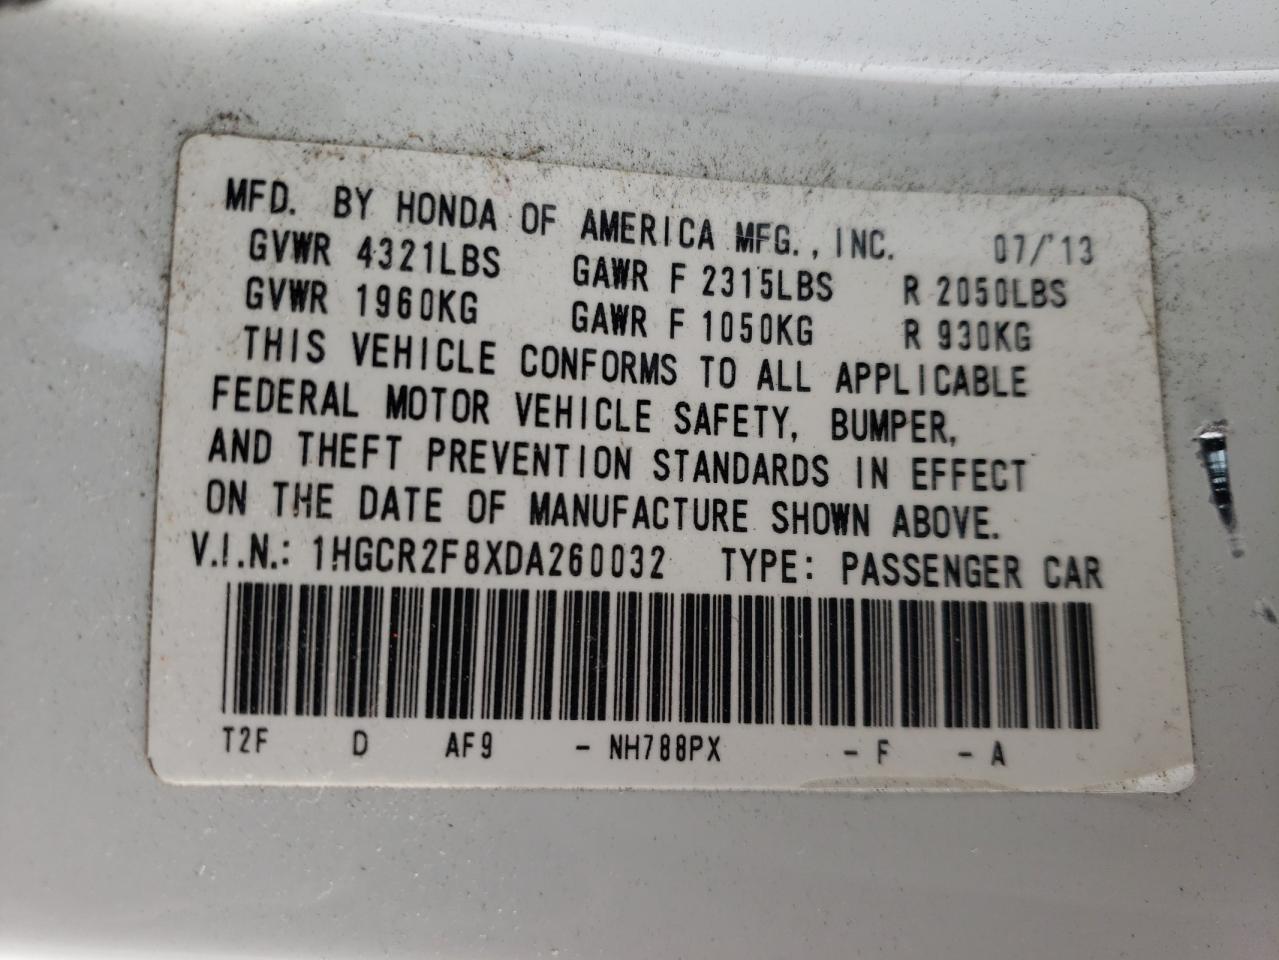 MFD. BY HONDA OF AMERICA MFG., INC. 07/13
GVWR 4321LBS GAWR F 2315LBS R 2050LBS
GVWR 1960KG GAWR F 1050KG R 930KG
THIS VEHICLE CONFORMS TO ALL APPLICABLE
FEDERAL MOTOR VEHICLE SAFETY, BUMPER,
AND THEFT PREVENTION STANDARDS IN EFFECT
ON THE DATE OF MANUFACTURE SHOWN ABOVE.
V.I.N.: 1HGCR2F8XDA260032 TYPE: PASSENGER CAR
T2F D AF9 - NH788PX - F - A